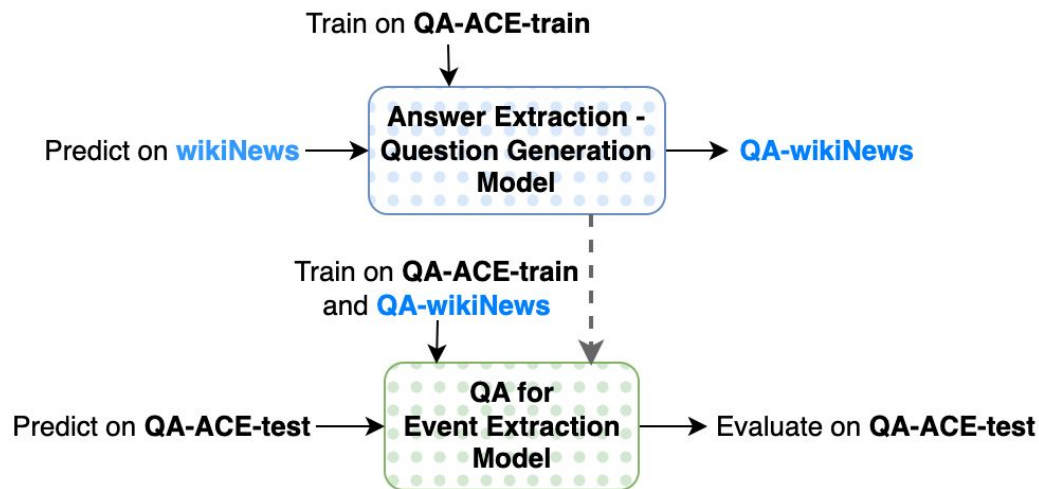 Train on QA-ACE-train
Answer Extraction -
Predict on wikiNews
Question Generation
QA-wikiNews
Model
Train on QA-ACE-train
and QA-wikiNews
QA for
Predict on QA-ACE-test
Event Extraction
Evaluate on QA-ACE-test
Model